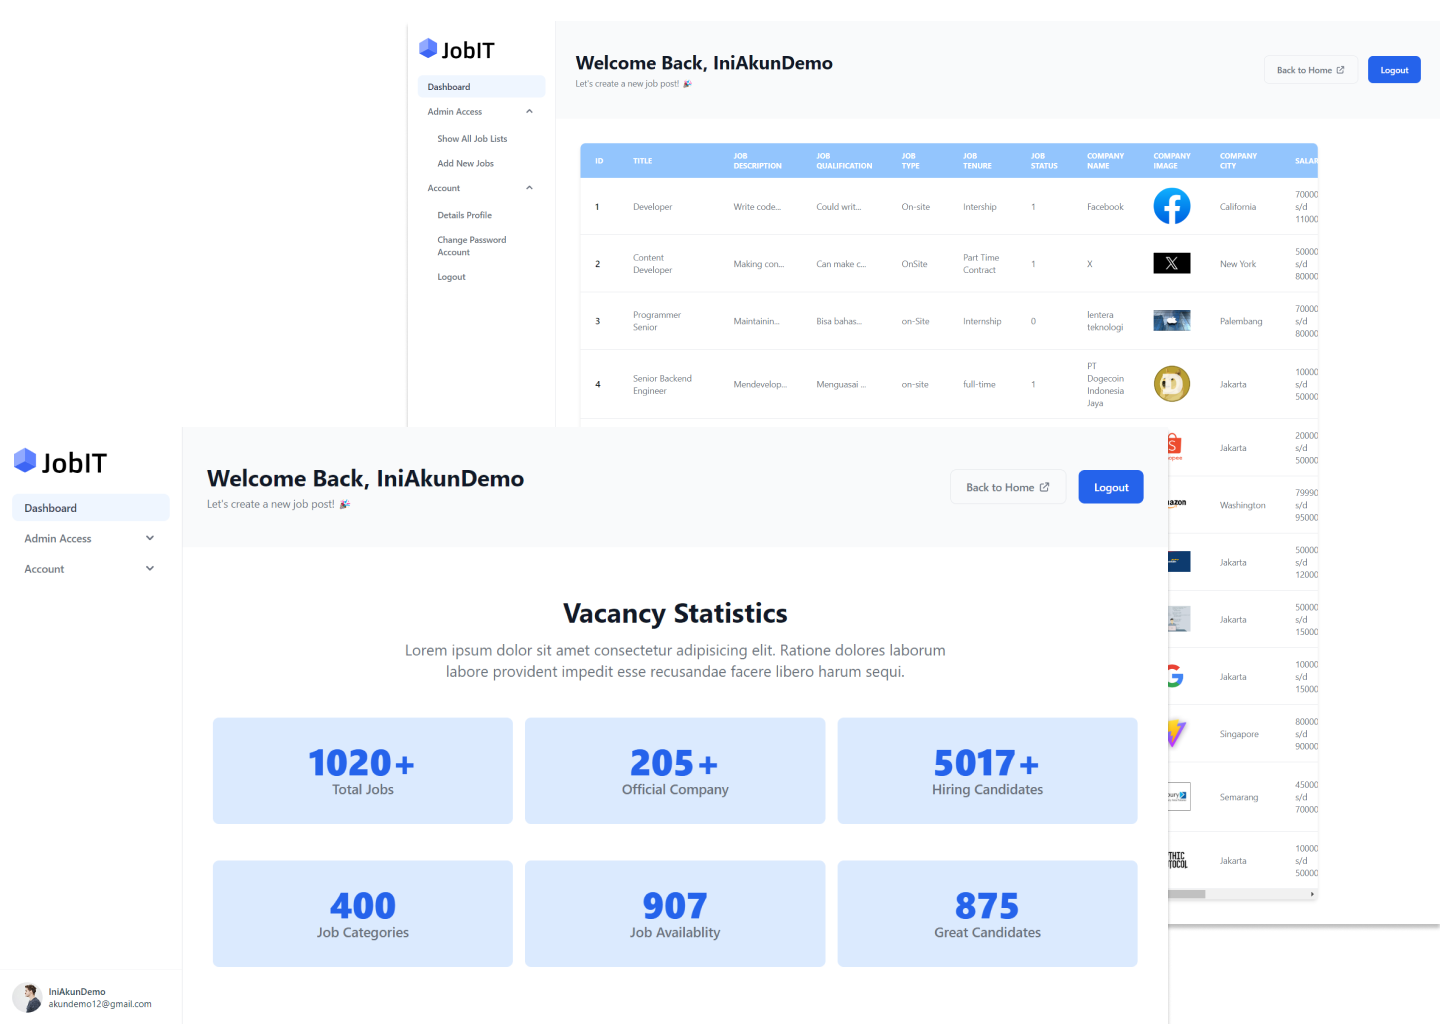 JobIT
Dashboard
Admin Access
Show All Job Lists
Add New Jobs
Account
Details Profile
Change Password
Account
Logout
Welcome Back, IniAkunDemo
Let's create a new job post! 🎉
Back to Home
Logout
ID TITLE JOB DESCRIPTION JOB QUALIFICATION JOB TYPE JOB TENURE JOB STATUS COMPANY NAME COMPANY IMAGE COMPANY CITY
1 Developer Write code... Could writ... On-site Intership 1 Facebook California 70000 s/d 11000
2 Content Developer Making con... Can make c... OnSite Part Time Contract 1 X New York 50000 s/d 80000
3 Programmer Senior Maintainin... Bisa bahas... on-Site Internship 0 lentera teknologi Palembang 70000 s/d 80000
4 Senior Backend Engineer Mendevelop... Menguasai ... on-site full-time 1 PT Dogecoin Indonesia Jaya Jakarta 10000 s/d 50000
Jakarta 20000 s/d 50000
Washington 79990 s/d 95000
Jakarta 50000 s/d 12000
Jakarta 50000 s/d 15000
Jakarta 10000 s/d 15000
Singapore 80000 s/d 90000
Semarang 45000 s/d 70000
Jakarta 10000 s/d 50000
JobIT
Dashboard
Admin Access
Account
IniAkunDemo
akundemo12@gmail.com
Welcome Back, IniAkunDemo
Let's create a new job post! 🎉
Back to Home
Logout
Vacancy Statistics
Lorem ipsum dolor sit amet consectetur adipisicing elit. Ratione dolores laborum
labore provident impedit esse recusandae facere libero harum sequi.
1020+
Total Jobs
205+
Official Company
5017+
Hiring Candidates
400
Job Categories
907
Job Availablity
875
Great Candidates